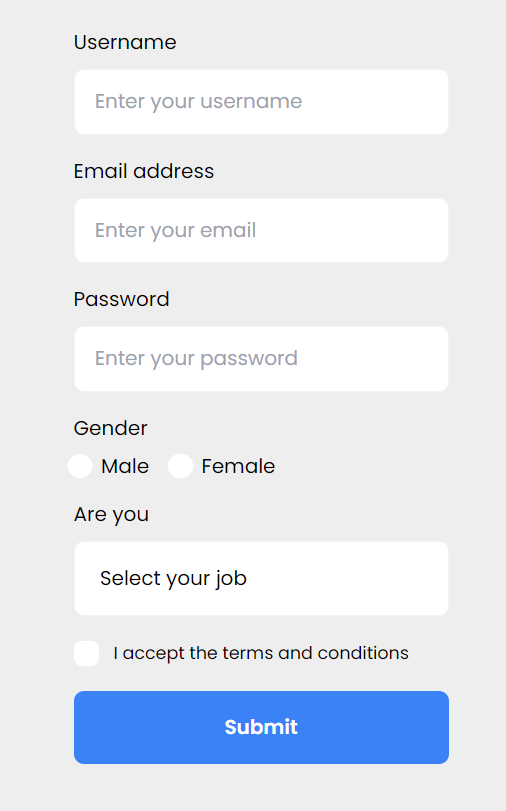 Username
Enter your username
Email address
Enter your email
Password
Enter your password
Gender
Male Female
Are you
Select your job
I accept the terms and conditions
Submit